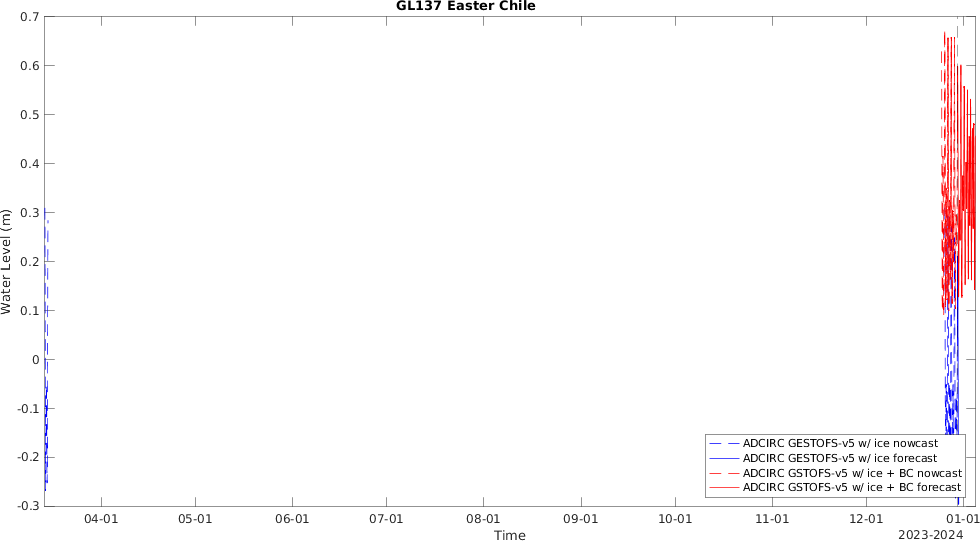 GL137 Easter Chile
0.7
0.6
0.5
0.4
0.3
0.2
0.1
0
-0.1
-0.2
-0.3
Water Level (m)
ADCIRC GESTOFS-v5 w/ ice nowcast
ADCIRC GESTOFS-v5 w/ ice forecast
ADCIRC GSTOFS-v5 w/ ice + BC nowcast
ADCIRC GSTOFS-v5 w/ ice + BC forecast
04-01 05-01 06-01 07-01 08-01 09-01 10-01 11-01 12-01 01-01
Time
2023-2024